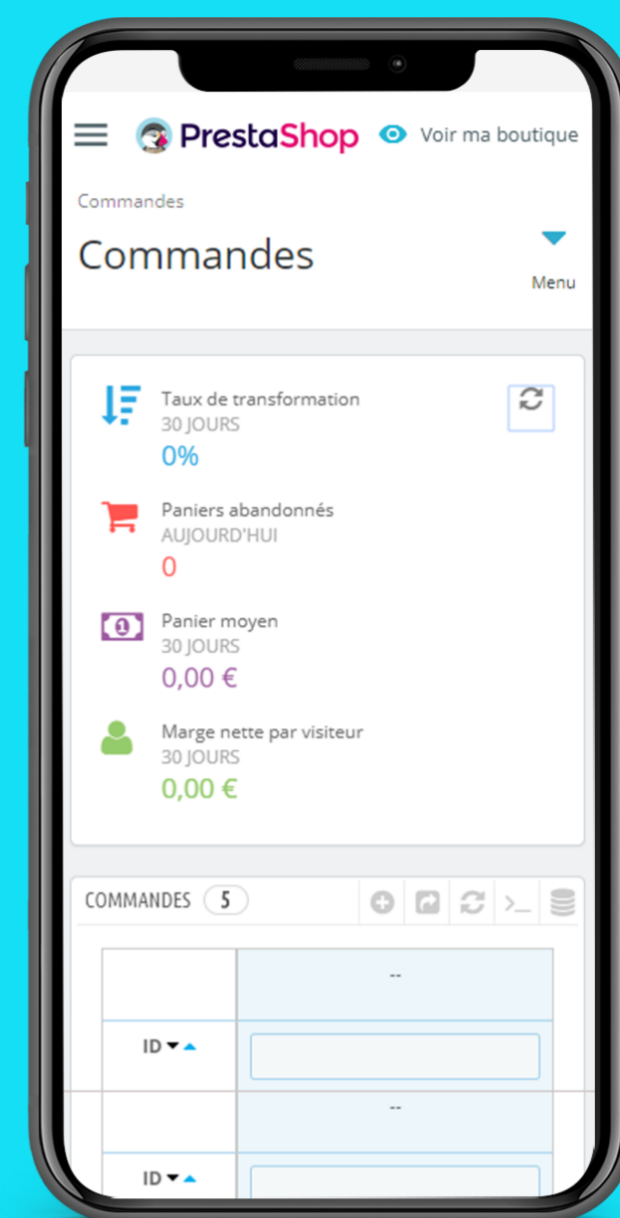 PrestaShop Voir ma boutique
Commandes
Commandes
Menu
Taux de transformation
30 JOURS
0%
Paniers abandonnés
AUJOURD'HUI
0
Panier moyen
30 JOURS
0,00 €
Marge nette par visiteur
30 JOURS
0,00 €
COMMANDES 5
--
ID
--
ID